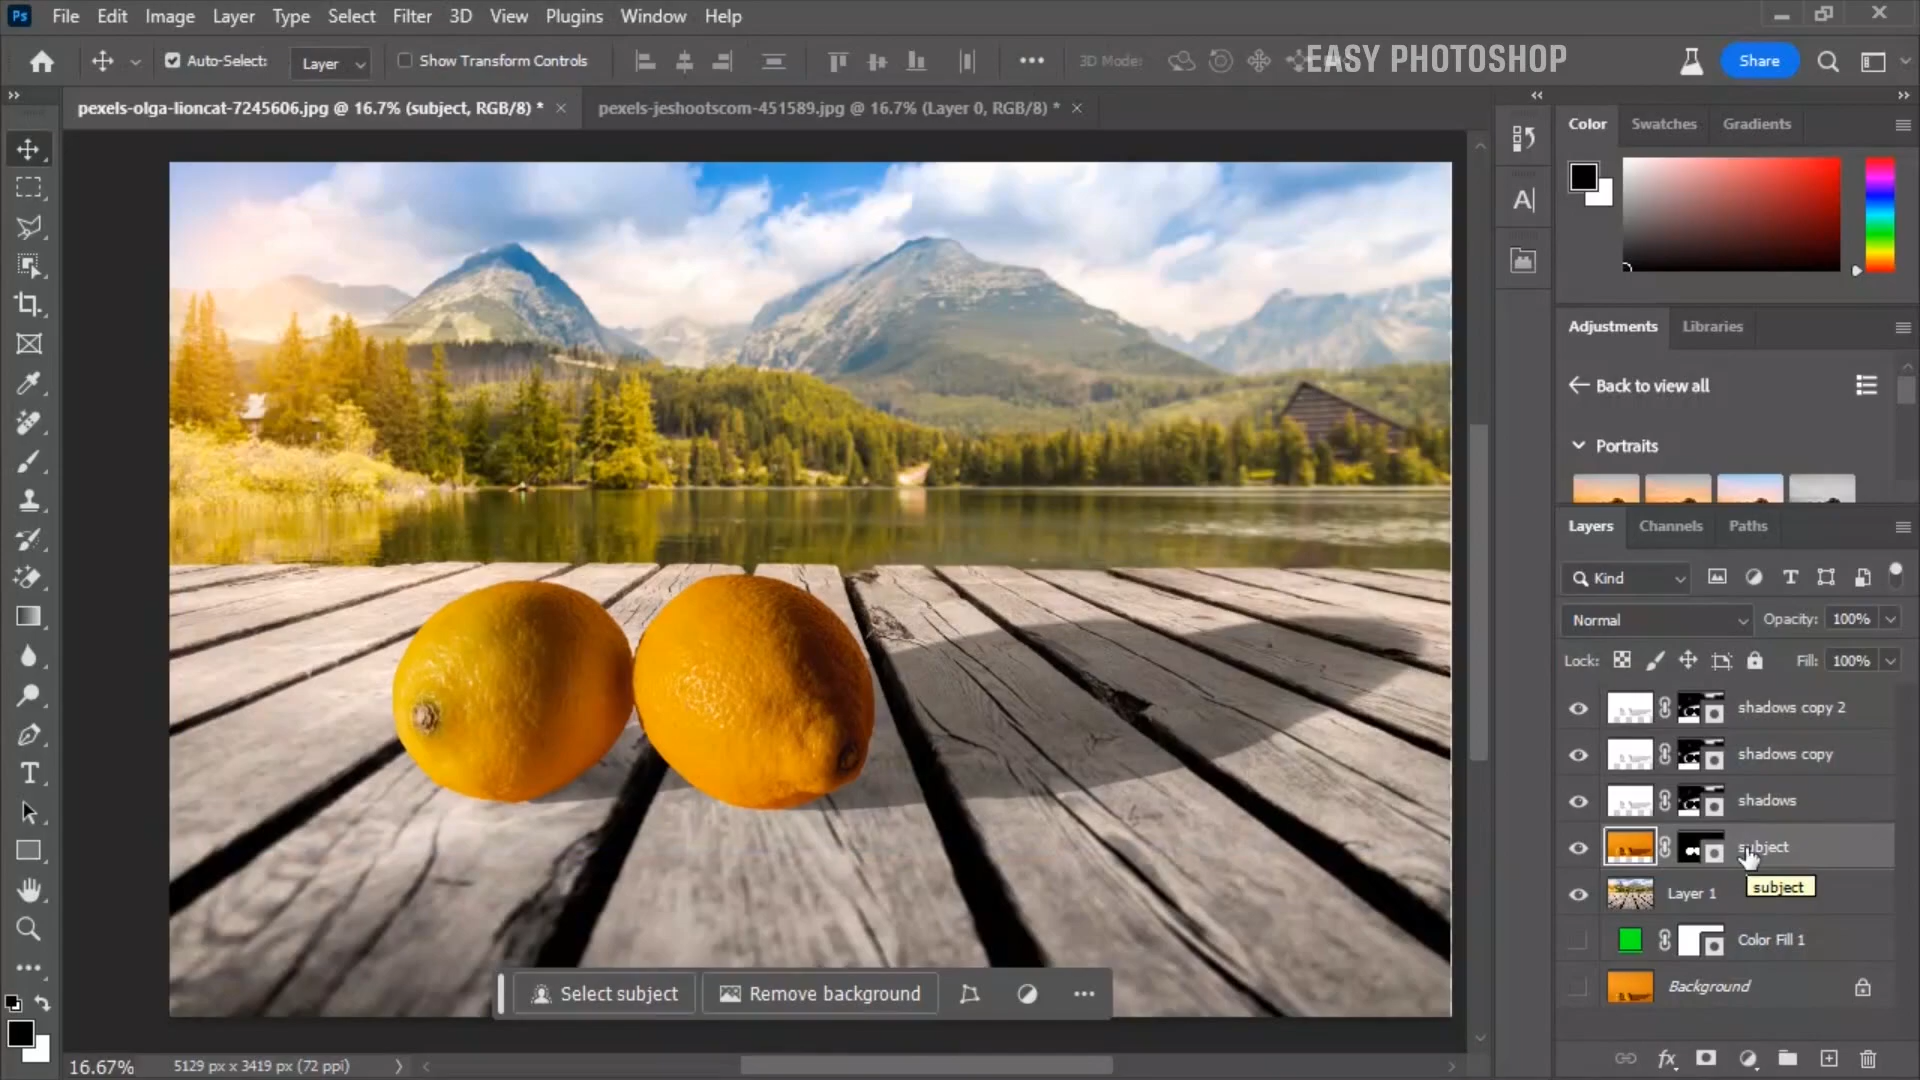 Ps File Edit Image Layer Type Select Filter 3D View Plugins Window Help
Auto-Select: Layer Show Transform Controls 3D Mode: EASY PHOTOSHOP Share
pexels-olga-lioncat-7245606.jpg @ 16.7% (subject, RGB/8) * pexels-jeshootscom-451589.jpg @ 16.7% (Layer 0, RGB/8) *
Color Swatches Gradients
Adjustments Libraries
Back to view all
Portraits
Layers Channels Paths
Kind
Normal Opacity: 100%
Lock: Fill: 100%
shadows copy 2
shadows copy
shadows
subject
subject
Layer 1
Color Fill 1
Background
Select subject Remove background
16.67% 5129 px x 3419 px (72 ppi)